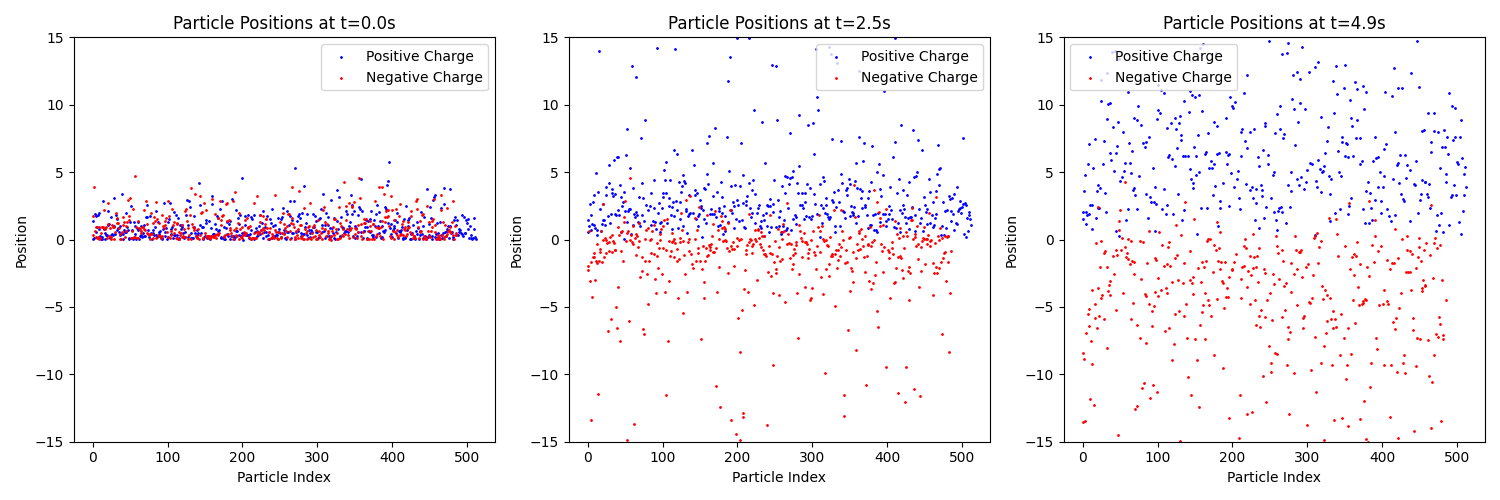 Particle Positions at t=0.0s
Positive Charge
Negative Charge
15
10
5
0
−5
−10
−15
Position
0
100
200
300
400
500
Particle Index
Particle Positions at t=2.5s
Positive Charge
Negative Charge
15
10
5
0
−5
−10
−15
Position
0
100
200
300
400
500
Particle Index
Particle Positions at t=4.9s
Positive Charge
Negative Charge
15
10
5
0
−5
−10
−15
Position
0
100
200
300
400
500
Particle Index